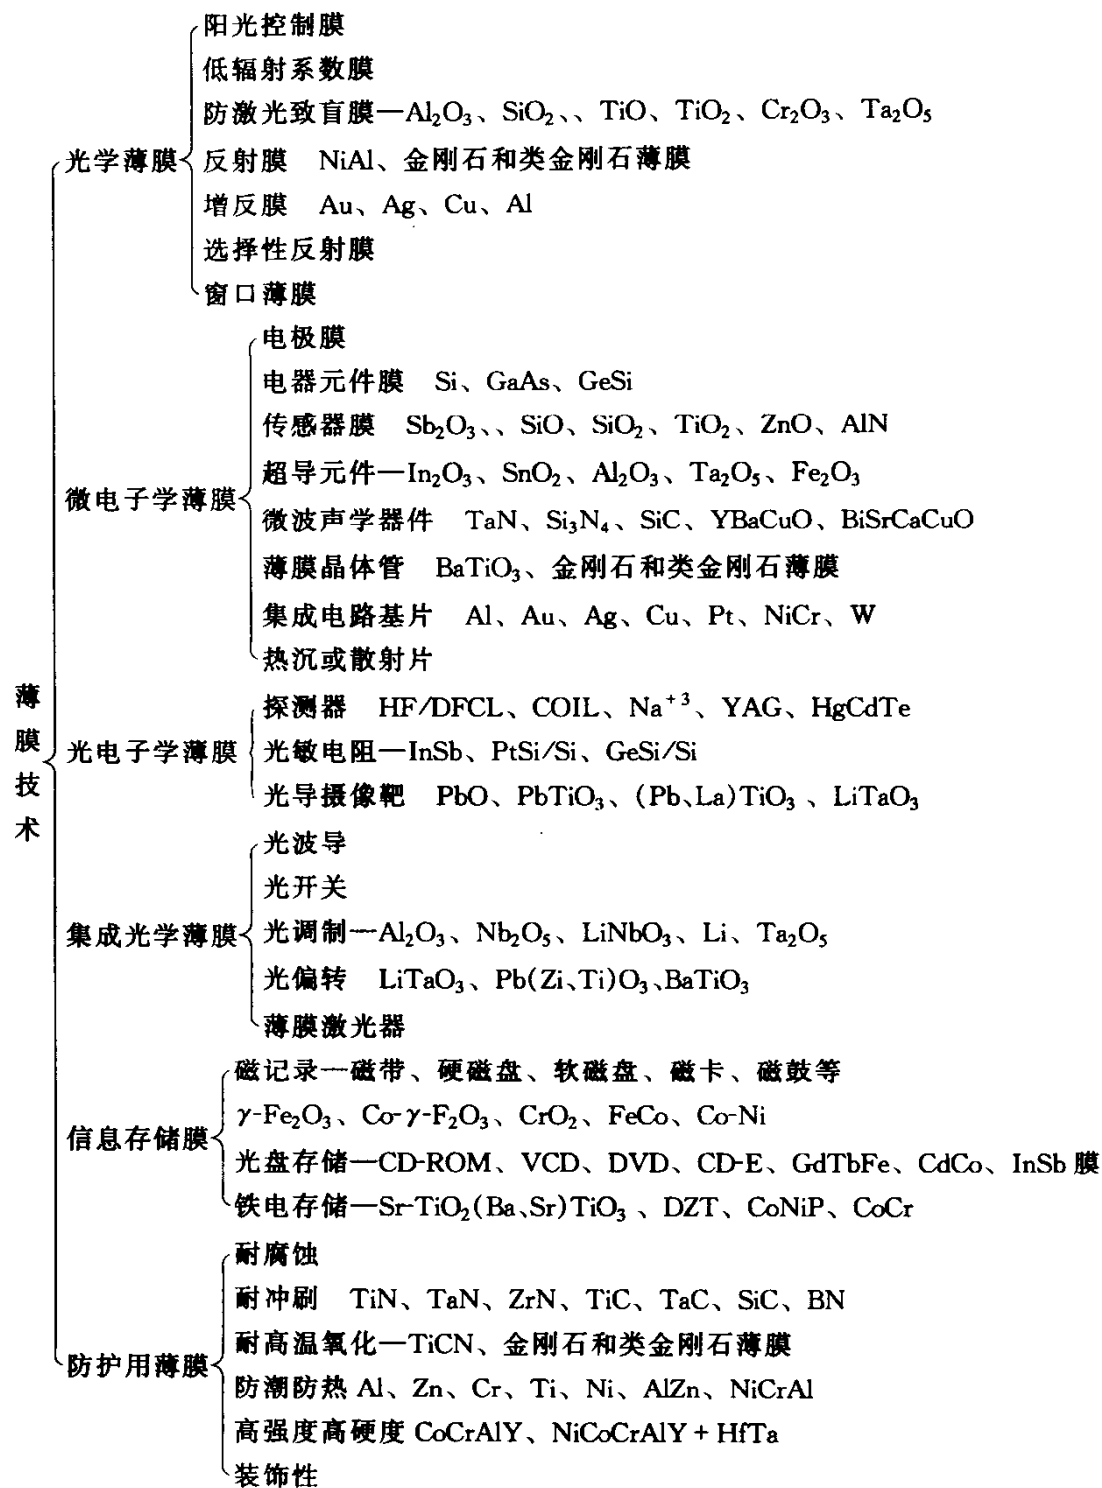 薄膜技术
光学薄膜
阳光控制膜
低辐射系数膜
防激光致盲膜—Al₂O₃、SiO₂、、TiO、TiO₂、Cr₂O₃、Ta₂O₅
反射膜 NiAl、金刚石和类金刚石薄膜
增反膜 Au、Ag、Cu、Al
选择性反射膜
窗口薄膜
微电子学薄膜
电极膜
电器元件膜 Si、GaAs、GeSi
传感器膜 Sb₂O₃、、SiO、SiO₂、TiO₂、ZnO、AlN
超导元件—In₂O₃、SnO₂、Al₂O₃、Ta₂O₅、Fe₂O₃
微波声学器件 TaN、Si₃N₄、SiC、YBaCuO、BiSrCaCuO
薄膜晶体管 BaTiO₃、金刚石和类金刚石薄膜
集成电路基片 Al、Au、Ag、Cu、Pt、NiCr、W
热沉或散射片
光电子学薄膜
探测器 HF/DFCL、COIL、Na⁺³、YAG、HgCdTe
光敏电阻—InSb、PtSi/Si、GeSi/Si
光导摄像靶 PbO、PbTiO₃、(Pb、La)TiO₃、LiTaO₃
集成光学薄膜
光波导
光开关
光调制—Al₂O₃、Nb₂O₅、LiNbO₃、Li、Ta₂O₅
光偏转 LiTaO₃、Pb(Zi、Ti)O₃、BaTiO₃
薄膜激光器
信息存储膜
磁记录—磁带、硬磁盘、软磁盘、磁卡、磁鼓等
γ-Fe₂O₃、Co-γ-F₂O₃、CrO₂、FeCo、Co-Ni
光盘存储—CD-ROM、VCD、DVD、CD-E、GdTbFe、CdCo、InSb 膜
铁电存储—Sr-TiO₂(Ba、Sr)TiO₃、DZT、CoNiP、CoCr
防护用薄膜
耐腐蚀
耐冲刷 TiN、TaN、ZrN、TiC、TaC、SiC、BN
耐高温氧化—TiCN、金刚石和类金刚石薄膜
防潮防热 Al、Zn、Cr、Ti、Ni、AlZn、NiCrAl
高强度高硬度 CoCrAlY、NiCoCrAlY + HfTa
装饰性